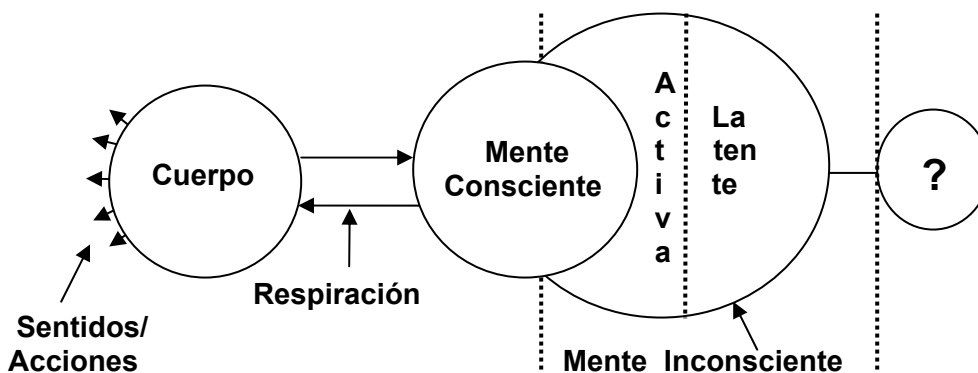 Cuerpo
Respiración
Sentidos/
Acciones
Mente
Consciente
A
c
t
i
v
a
La
ten
te
?
Mente Inconsciente